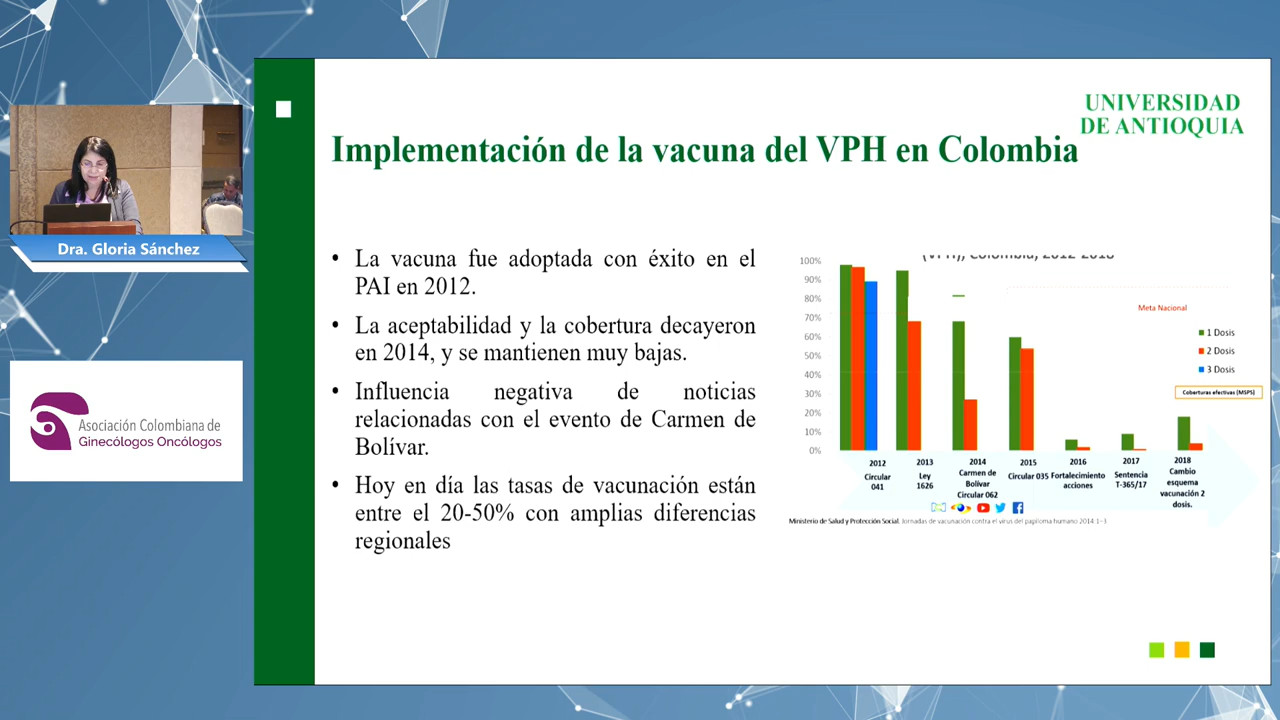 UNIVERSIDAD
DE ANTIOQUIA
Implementación de la vacuna del VPH en Colombia
Dra. Gloria Sánchez
Asociación Colombiana de
Ginecólogos Oncólogos
• La vacuna fue adoptada con éxito en el
PAI en 2012.
• La aceptabilidad y la cobertura decayeron
en 2014, y se mantienen muy bajas.
• Influencia negativa de noticias
relacionadas con el evento de Carmen de
Bolívar.
• Hoy en día las tasas de vacunación están
entre el 20-50% con amplias diferencias
regionales
(VPH), Colombia, 2012-2018
100%
90%
80%
70%
60%
50%
40%
30%
20%
10%
0%
Meta Nacional
1 Dosis
2 Dosis
3 Dosis
Coberturas efectivas (MSPS)
2012
Circular
041
2013
Ley
1626
2014
Carmen de
Bolívar
Circular 062
2015
Circular 035
2016
Fortalecimiento
acciones
2017
Sentencia
T-365/17
2018
Cambio
esquema
vacunación 2
dosis.
Ministerio de Salud y Protección Social. Jornadas de vacunación contra el virus del papiloma humano 2014: 1-3